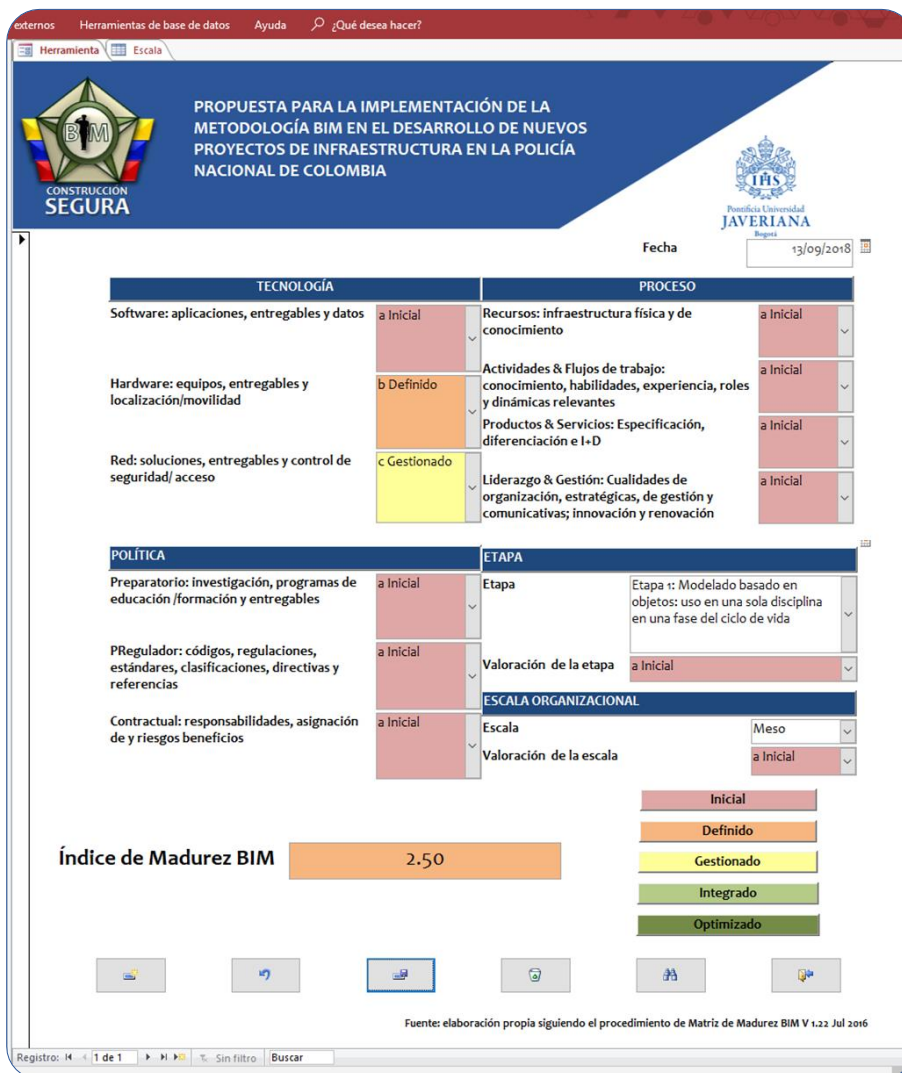 externos Herramientas de base de datos Ayuda ¿Qué desea hacer?
Herramienta Escala
PROPUESTA PARA LA IMPLEMENTACIÓN DE LA
METODOLOGÍA BIM EN EL DESARROLLO DE NUEVOS
PROYECTOS DE INFRAESTRUCTURA EN LA POLICÍA
NACIONAL DE COLOMBIA
BIM
CONSTRUCCIÓN
SEGURA
IHS
Pontificia Universidad
JAVERIANA
Bogotá
Fecha 13/09/2018
TECNOLOGÍA
Software: aplicaciones, entregables y datos a Inicial
Hardware: equipos, entregables y
localización/movilidad
b Definido
Red: soluciones, entregables y control de
seguridad/ acceso
c Gestionado
PROCESO
Recursos: infraestructura física y de
conocimiento
a Inicial
Actividades & Flujos de trabajo:
conocimiento, habilidades, experiencia, roles
y dinámicas relevantes
a Inicial
Productos & Servicios: Especificación,
diferenciación e I+D
a Inicial
Liderazgo & Gestión: Cualidades de
organización, estratégicas, de gestión y
comunicativas; innovación y renovación
a Inicial
POLÍTICA
Preparatorio: investigación, programas de
educación /formación y entregables
a Inicial
PRegulador: códigos, regulaciones,
estándares, clasificaciones, directivas y
referencias
a Inicial
Contractual: responsabilidades, asignación
de y riesgos beneficios
a Inicial
ETAPA
Etapa
Etapa 1: Modelado basado en
objetos: uso en una sola disciplina
en una fase del ciclo de vida
Valoración de la etapa a Inicial
ESCALA ORGANIZACIONAL
Escala Meso
Valoración de la escala a Inicial
Inicial
Definido
Gestionado
Integrado
Optimizado
Índice de Madurez BIM 2.50
Fuente: elaboración propia siguiendo el procedimiento de Matriz de Madurez BIM V 1.22 Jul 2016
Registro: 1 de 1 Sin filtro Buscar